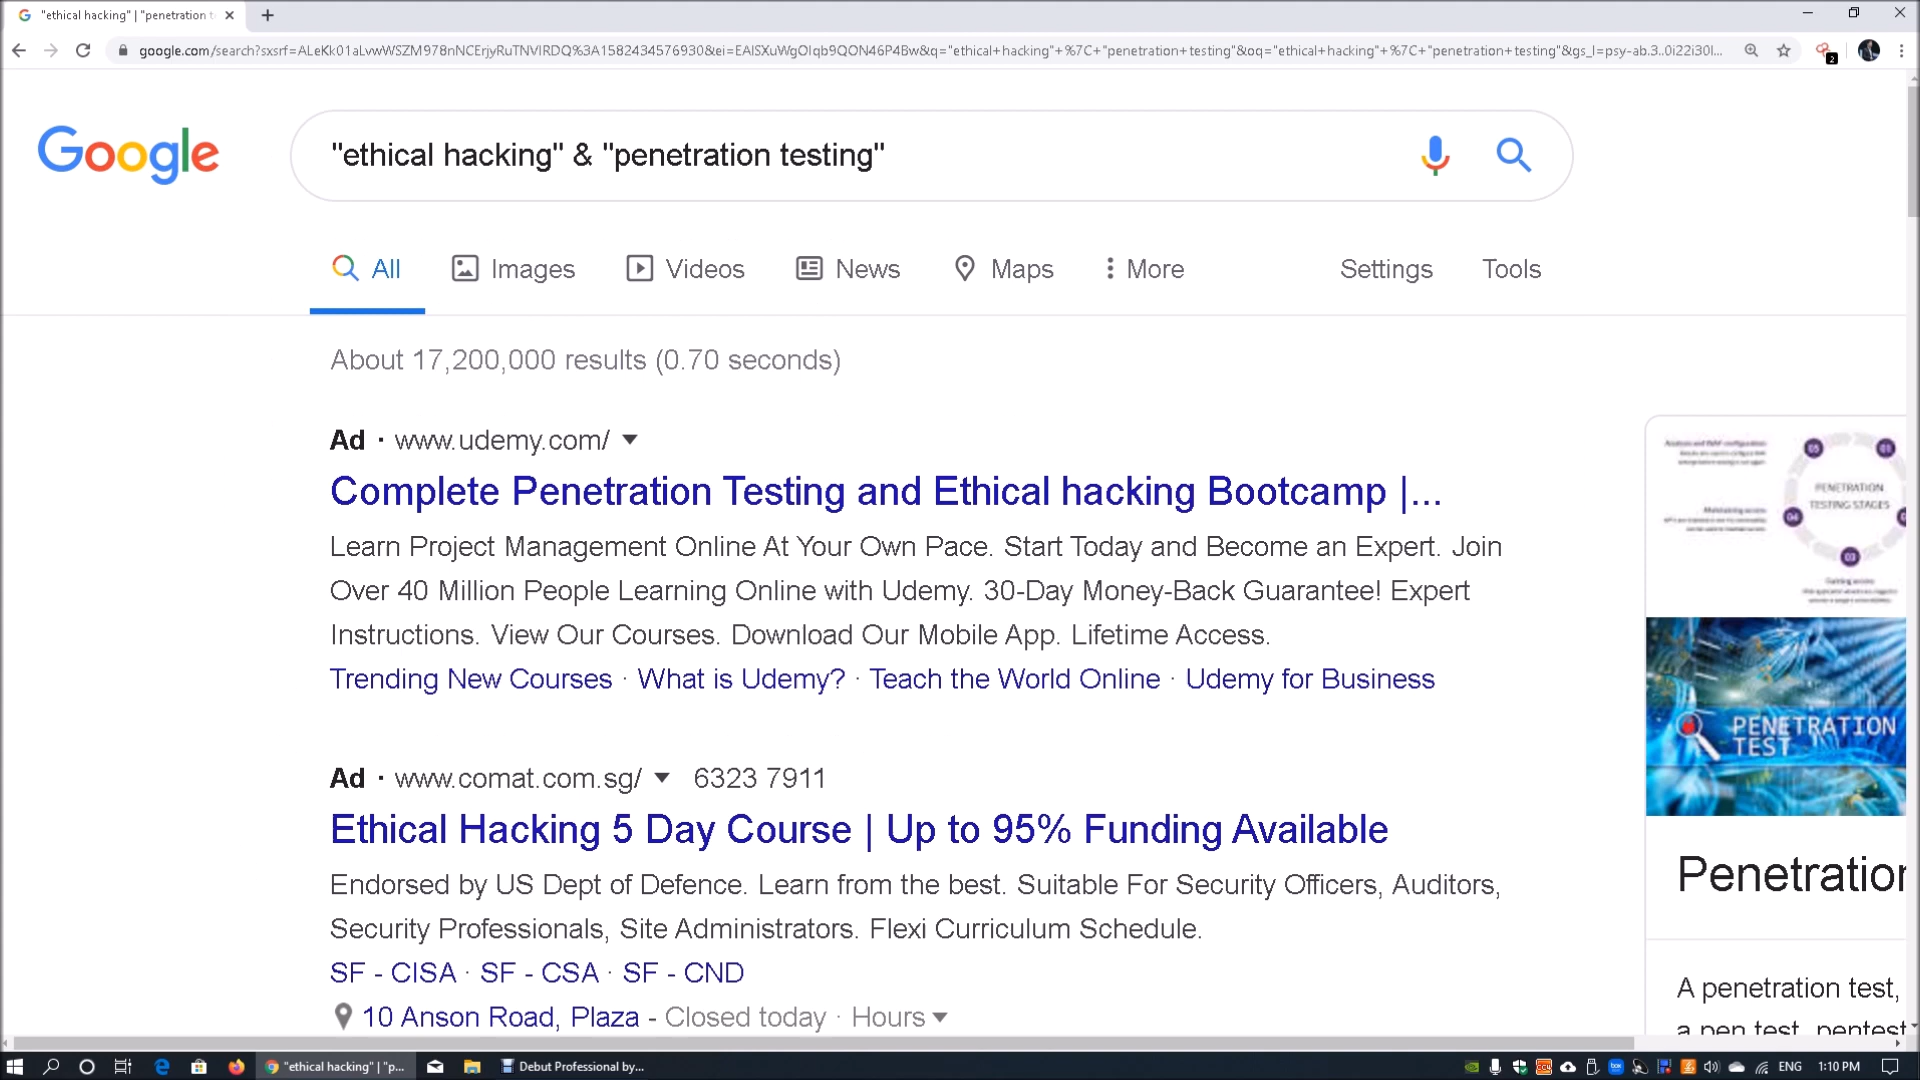 "ethical hacking" | "penetration t
google.com/search?sxsrf=ALeKk01aLvwWSZM978nNCErjyRuTNVIRDQ%3A1582434576930&ei=EAlSXuWgOIqb9QON46P4Bw&q="ethical+hacking"+%7C+"penetration+testing"&oq="ethical+hacking"+%7C+"penetration+testing"&gs_l=psy-ab.3..0i22i30l...
2
Google
"ethical hacking" & "penetration testing"
All Images Videos News Maps More Settings Tools
About 17,200,000 results (0.70 seconds)
Ad · www.udemy.com/
Complete Penetration Testing and Ethical hacking Bootcamp |...
Learn Project Management Online At Your Own Pace. Start Today and Become an Expert. Join
Over 40 Million People Learning Online with Udemy. 30-Day Money-Back Guarantee! Expert
Instructions. View Our Courses. Download Our Mobile App. Lifetime Access.
Trending New Courses · What is Udemy? · Teach the World Online · Udemy for Business
Ad · www.comat.com.sg/ 6323 7911
Ethical Hacking 5 Day Course | Up to 95% Funding Available
Endorsed by US Dept of Defence. Learn from the best. Suitable For Security Officers, Auditors,
Security Professionals, Site Administrators. Flexi Curriculum Schedule.
SF - CISA · SF - CSA · SF - CND
10 Anson Road, Plaza - Closed today · Hours
05
01
PENETRATION
TESTING STAGES
04
03
PENETRATION
TEST
Penetration
A penetration test,
a pen test, pentest
"ethical hacking" | "p...
Debut Professional by...
ENG
1:10 PM